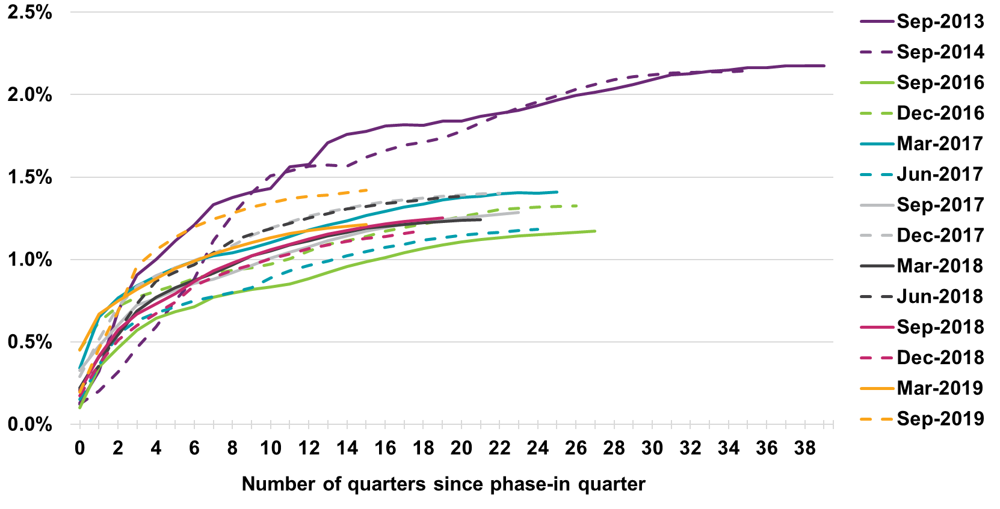 2.5%
2.0%
1.5%
1.0%
0.5%
0.0%
0 2 4 6 8 10 12 14 16 18 20 22 24 26 28 30 32 34 36 38
Number of quarters since phase-in quarter
Sep-2013
Sep-2014
Sep-2016
Dec-2016
Mar-2017
Jun-2017
Sep-2017
Dec-2017
Mar-2018
Jun-2018
Sep-2018
Dec-2018
Mar-2019
Sep-2019